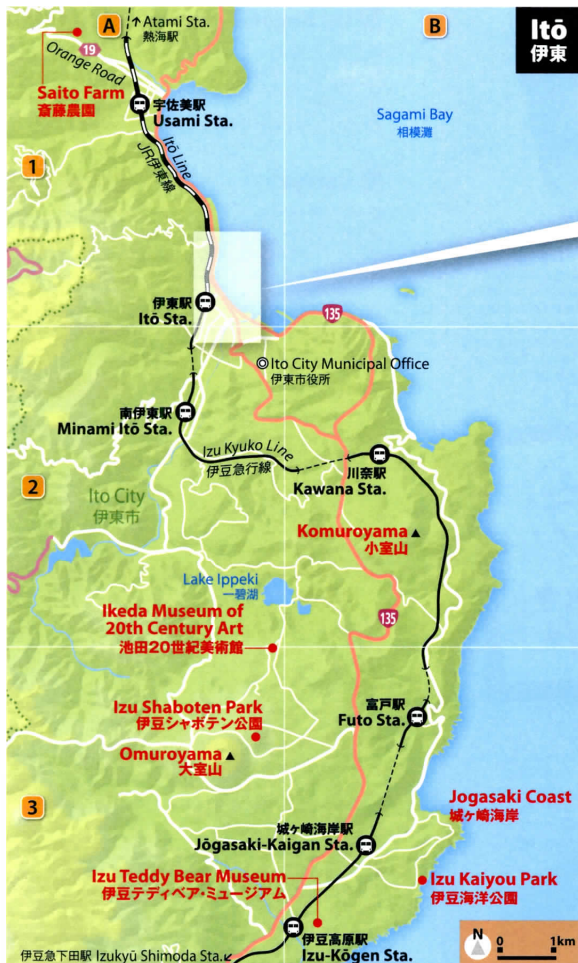 A
B
Itō
伊東
↑Atami Sta.
熱海駅
19
Orange Road
Saito Farm
斎藤農園
宇佐美駅
Usami Sta.
Sagami Bay
相模灘
1
Itō Line
JR伊東線
伊東駅
Itō Sta.
135
Ito City Municipal Office
伊東市役所
南伊東駅
Minami Itō Sta.
Izu Kyuko Line
伊豆急行線
川奈駅
Kawana Sta.
2
Ito City
伊東市
Komuroyama
小室山
Lake Ippeki
一碧湖
135
Ikeda Museum of
20th Century Art
池田20世紀美術館
Izu Shaboten Park
伊豆シャボテン公園
富戸駅
Futo Sta.
Omuroyama
大室山
3
Jogasaki Coast
城ヶ崎海岸
城ヶ崎海岸駅
Jōgasaki-Kaigan Sta.
Izu Teddy Bear Museum
伊豆テディベア・ミュージアム
Izu Kaiyou Park
伊豆海洋公園
伊豆高原駅
Izu-Kōgen Sta.
伊豆急下田駅 Izukyū Shimoda Sta.
N
0 1km